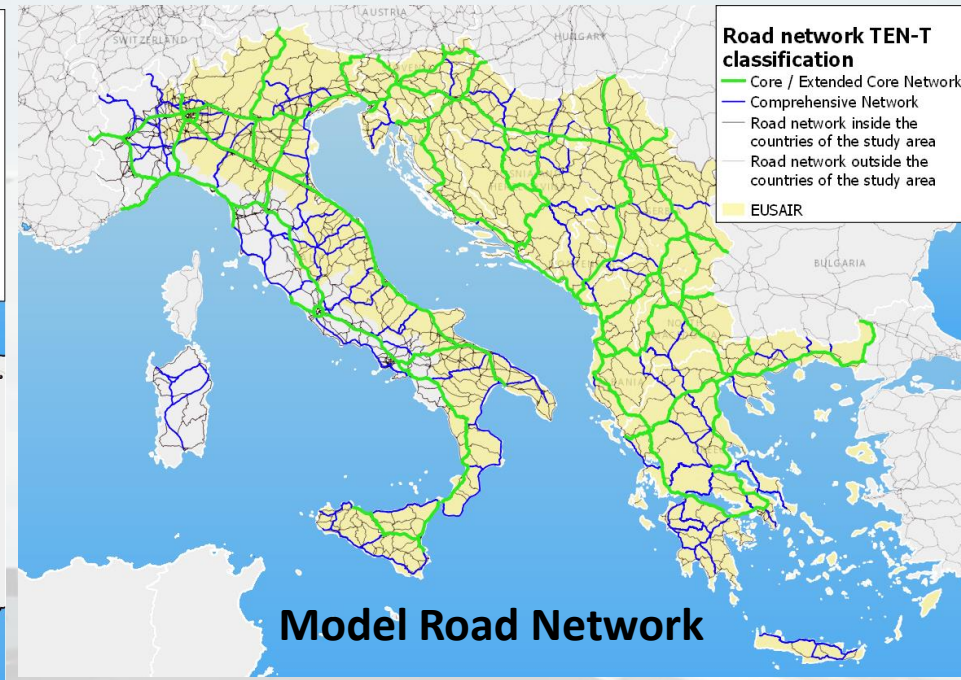 AUSTRIA
SWITZERLAND
HUNGARY
Road network TEN-T
classification
Core / Extended Core Network
Comprehensive Network
Road network inside the
countries of the study area
Road network outside the
countries of the study area
EUSAIR
BULGARIA
Model Road Network